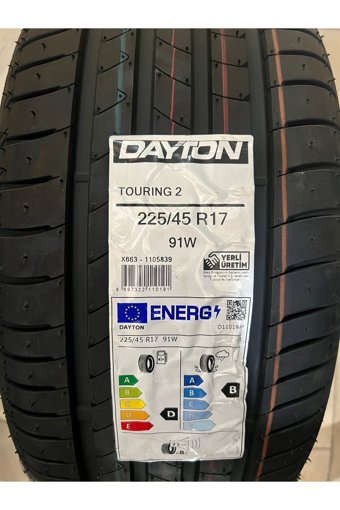 DAYTON
TOURING 2
225/45 R17
91W
X663 - 1105839
YERLİ
ÜRETİM
ENERG
DAYTON
225/45 R17 91W
A
B
C
D
E
D
A
B
C
D
E
B